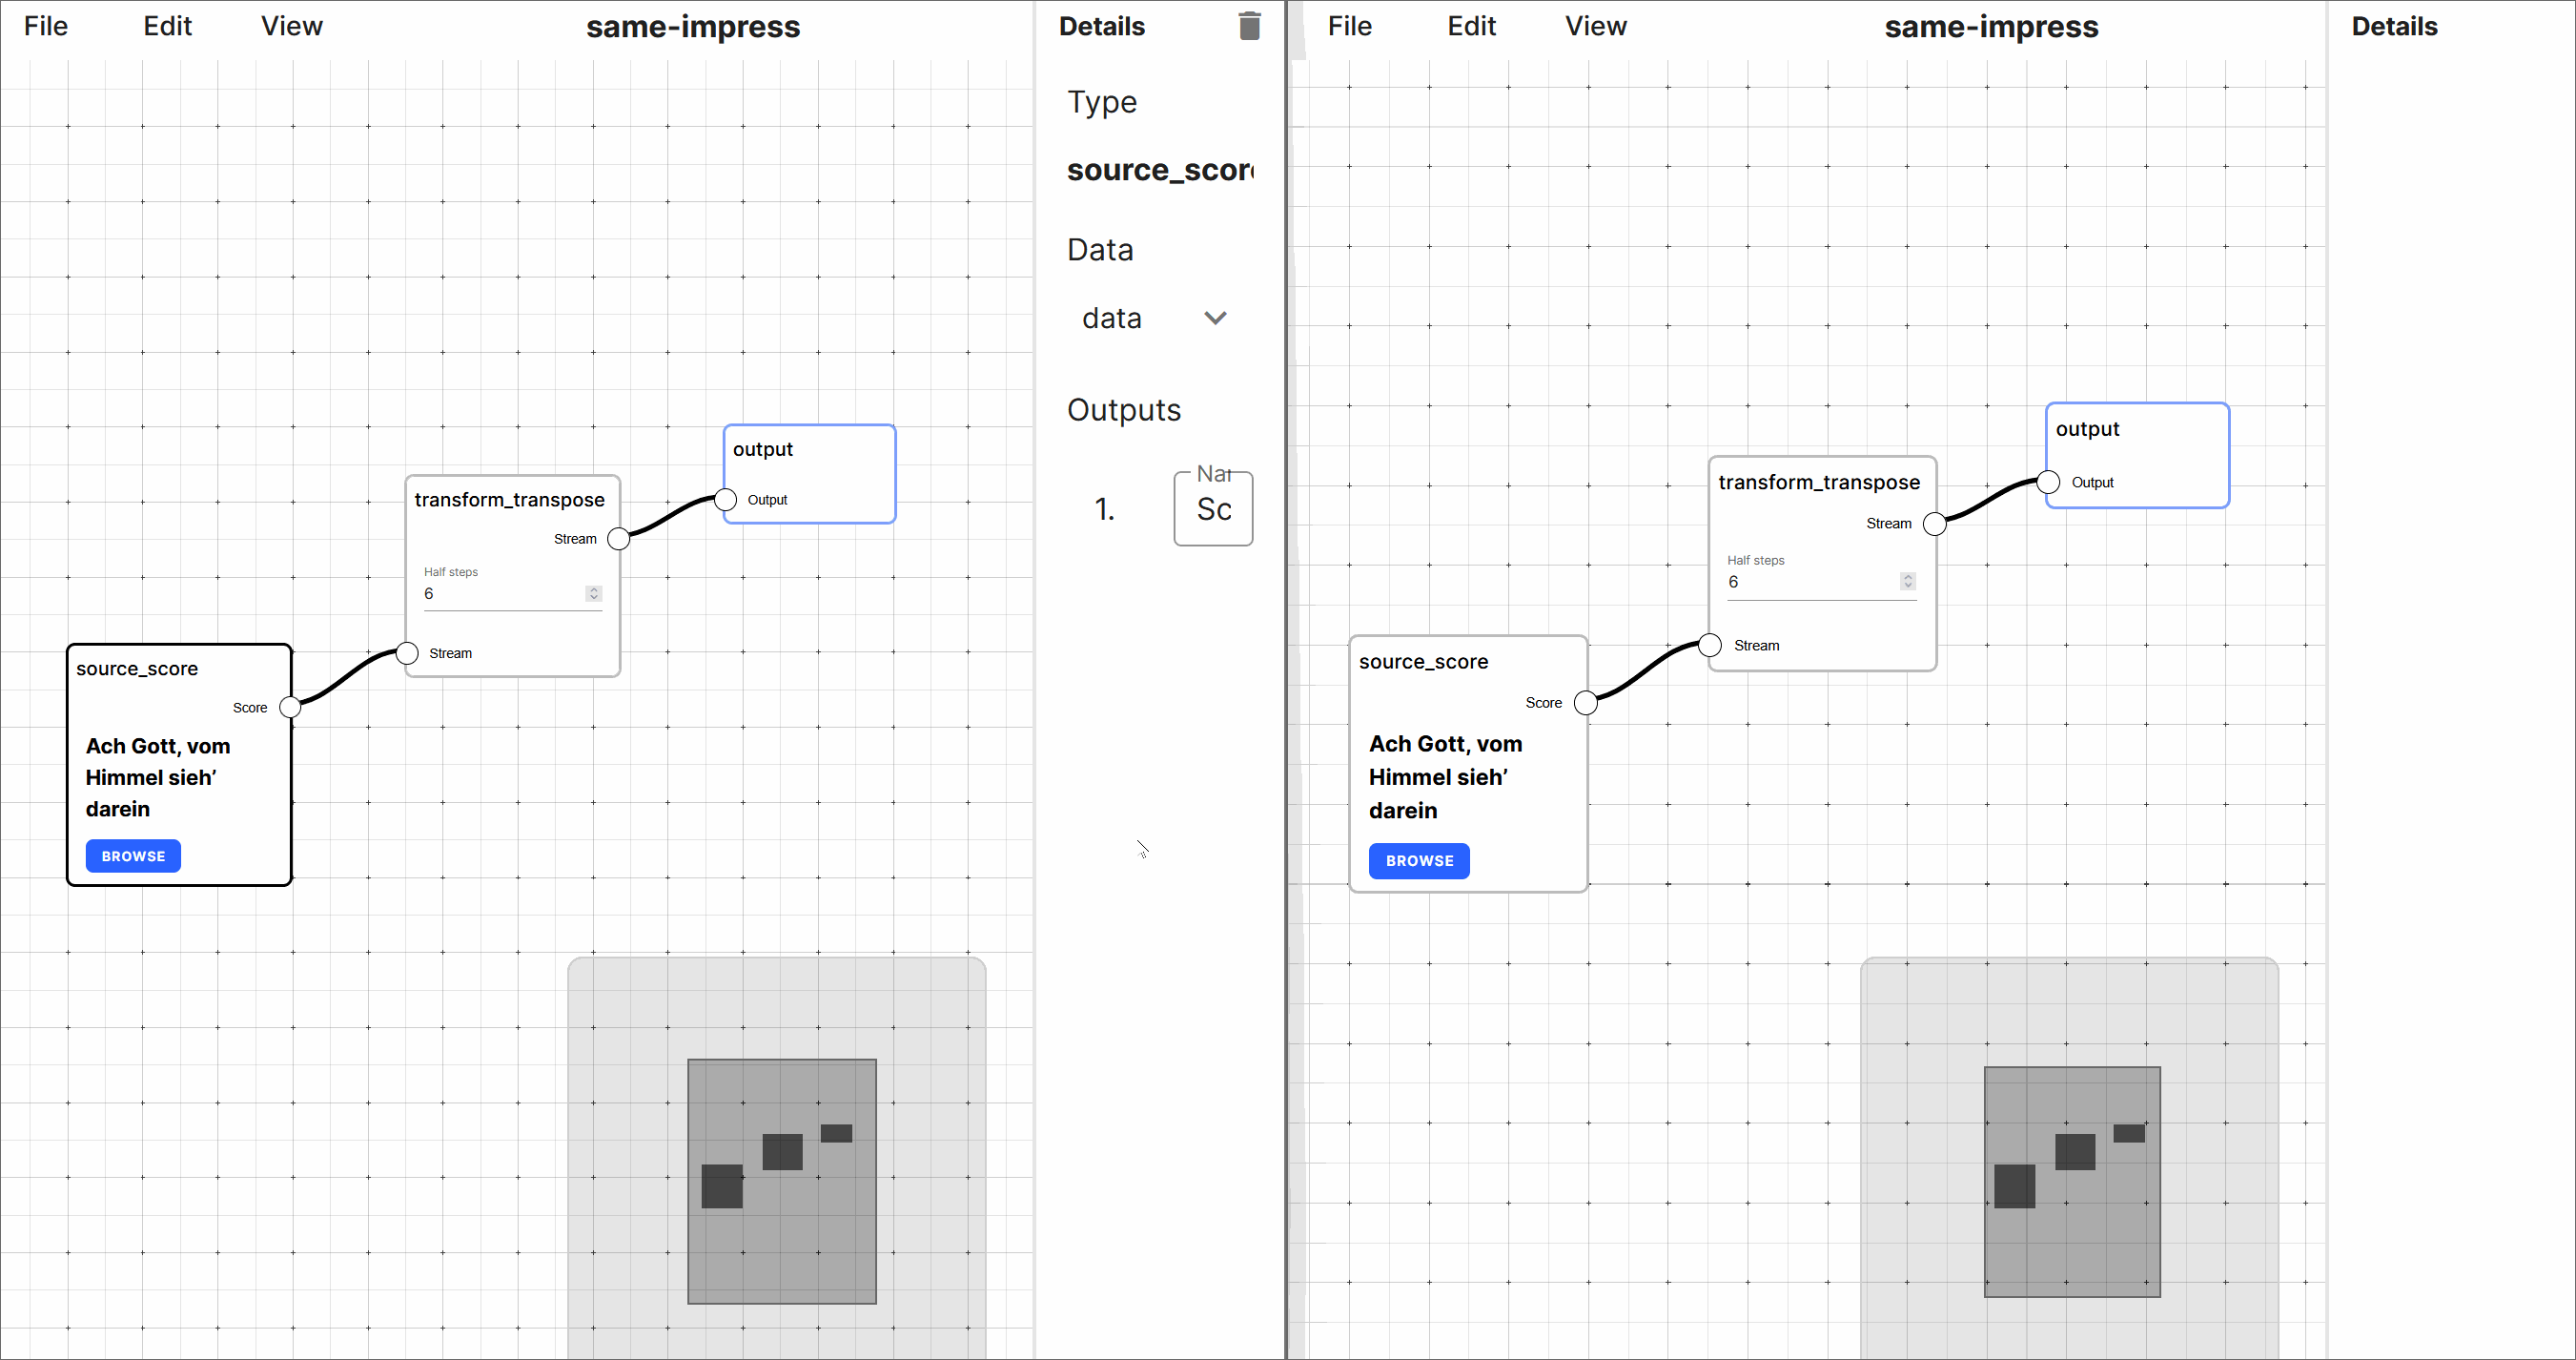 File Edit View same-impress Details
Type
source_score
Data
data
Outputs
Nar
1. Sc
output
Output
transform_transpose
Stream
Half steps
6
Stream
source_score
Score
Ach Gott, vom
Himmel sieh’
darein
BROWSE
File Edit View same-impress Details
output
Output
transform_transpose
Stream
Half steps
6
Stream
source_score
Score
Ach Gott, vom
Himmel sieh’
darein
BROWSE